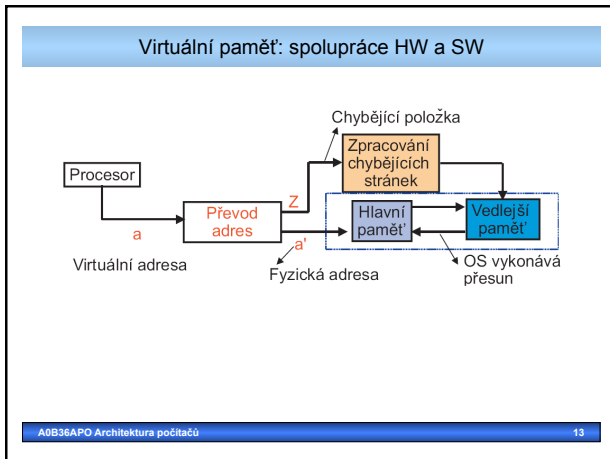 Virtuální paměť: spolupráce HW a SW
Chybějící položka
Zpracování
chybějících
stránek
Procesor
Z
Převod
adres
Hlavní
paměť
Vedlejší
paměť
a
a'
Virtuální adresa
Fyzická adresa
OS vykonává
přesun
A0B36APO Architektura počítačů
13